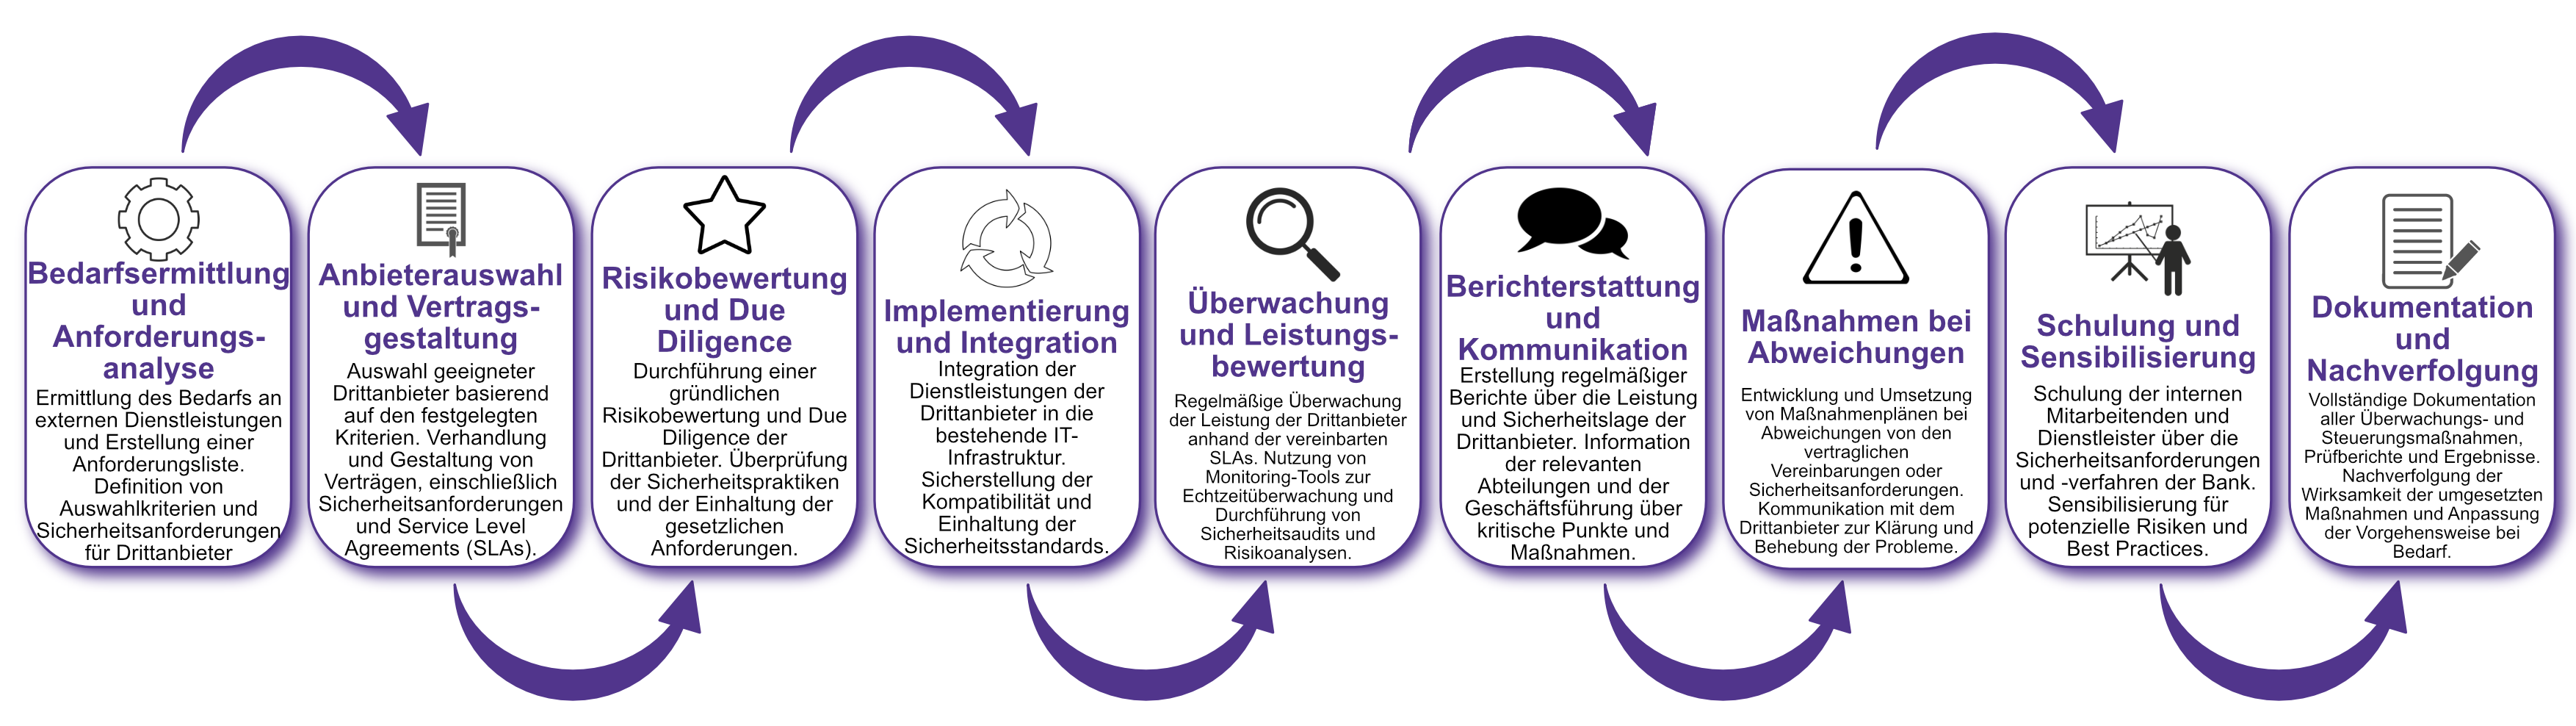 Bedarfsermittlung
und
Anforderungs-
analyse
Ermittlung des Bedarfs an
externen Dienstleistungen
und Erstellung einer
Anforderungsliste.
Definition von
Auswahlkriterien und
Sicherheitsanforderungen
für Drittanbieter
Anbieterauswahl
und Vertrags-
gestaltung
Auswahl geeigneter
Drittanbieter basierend
auf den festgelegten
Kriterien. Verhandlung
und Gestaltung von
Verträgen, einschließlich
Sicherheitsanforderungen
und Service Level
Agreements (SLAs).
Risikobewertung
und Due
Diligence
Durchführung einer
gründlichen
Risikobewertung und Due
Diligence der
Drittanbieter. Überprüfung
der Sicherheitspraktiken
und der Einhaltung der
gesetzlichen
Anforderungen.
Implementierung
und Integration
Integration der
Dienstleistungen der
Drittanbieter in die
bestehende IT-
Infrastruktur.
Sicherstellung der
Kompatibilität und
Einhaltung der
Sicherheitsstandards.
Überwachung
und Leistungs-
bewertung
Regelmäßige Überwachung
der Leistung der Drittanbieter
anhand der vereinbarten
SLAs. Nutzung von
Monitoring-Tools zur
Echtzeitüberwachung und
Durchführung von
Sicherheitsaudits und
Risikoanalysen.
Berichterstattung
und
Kommunikation
Erstellung regelmäßiger
Berichte über die Leistung
und Sicherheitslage der
Drittanbieter. Information
der relevanten
Abteilungen und der
Geschäftsführung über
kritische Punkte und
Maßnahmen.
Maßnahmen bei
Abweichungen
Entwicklung und Umsetzung
von Maßnahmenplänen bei
Abweichungen von den
vertraglichen
Vereinbarungen oder
Sicherheitsanforderungen.
Kommunikation mit dem
Drittanbieter zur Klärung und
Behebung der Probleme.
Schulung und
Sensibilisierung
Schulung der internen
Mitarbeitenden und
Dienstleister über die
Sicherheitsanforderungen
und -verfahren der Bank.
Sensibilisierung für
potenzielle Risiken und
Best Practices.
Dokumentation
und
Nachverfolgung
Vollständige Dokumentation
aller Überwachungs- und
Steuerungsmaßnahmen,
Prüfberichte und Ergebnisse.
Nachverfolgung der
Wirksamkeit der umgesetzten
Maßnahmen und Anpassung
der Vorgehensweise bei
Bedarf.